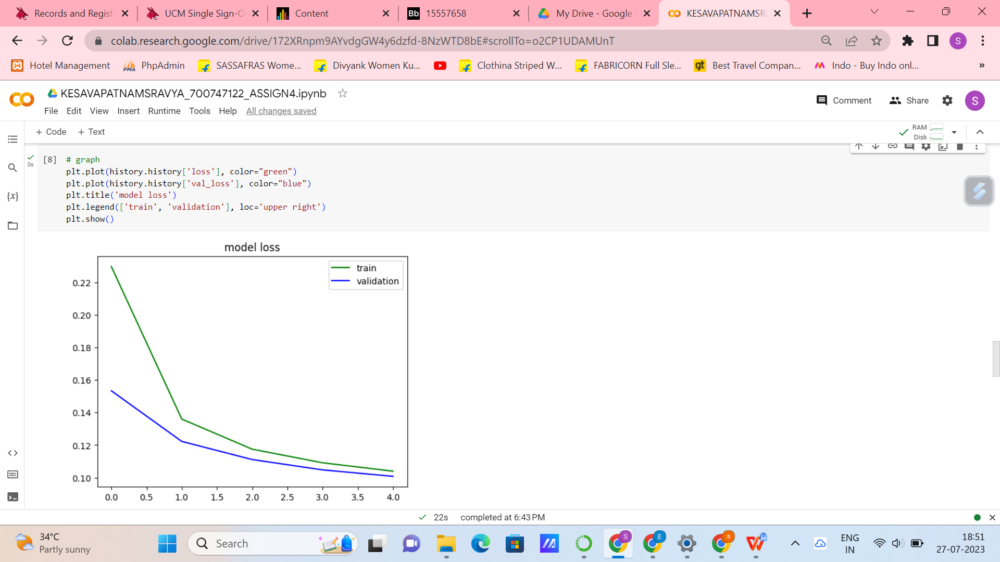 Records and Registr
UCM Single Sign-O
Content
Bb 15557658
My Drive - Google
KESAVAPATNAMSR
colab.research.google.com/drive/172XRnpm9AYvdgGW4y6dzfd-8NzWTD8bE#scrollTo=o2CP1UDAMUnT
S
Hotel Management
PMA PhpAdmin
SASSAFRAS Wome...
Divyank Women Ku...
Clothina Striped W...
FABRICORN Full Sle...
gt Best Travel Compan...
Indo - Buy Indo onl...
»
KESAVAPATNAMSRAVYA_700747122_ASSIGN4.ipynb
Comment
Share
S
File Edit View Insert Runtime Tools Help All changes saved
+ Code + Text
RAM
Disk
{x}
0s
[8] # graph
plt.plot(history.history['loss'], color="green")
plt.plot(history.history['val_loss'], color="blue")
plt.title('model loss')
plt.legend(['train', 'validation'], loc='upper right')
plt.show()
model loss
train
validation
0.22
0.20
0.18
0.16
0.14
0.12
0.10
0.0 0.5 1.0 1.5 2.0 2.5 3.0 3.5 4.0
22s completed at 6:43 PM
34°C
Partly sunny
Search
S
E
S
W
ENG
IN
18:51
27-07-2023